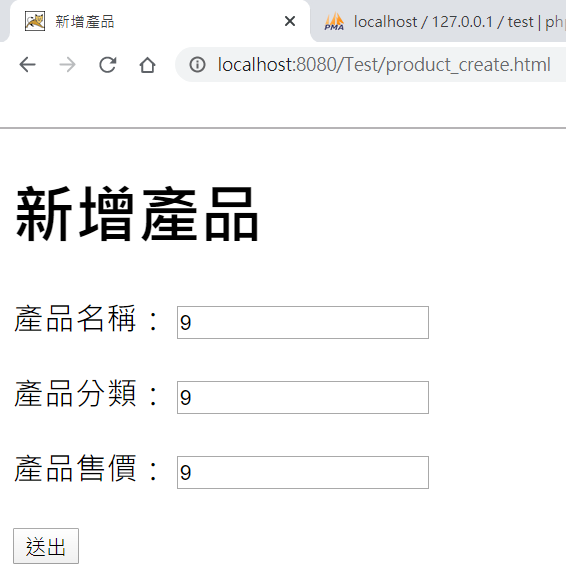 新增產品
localhost / 127.0.0.1 / test | ph
localhost:8080/Test/product_create.html
新增產品
產品名稱： 9
產品分類： 9
產品售價： 9
送出